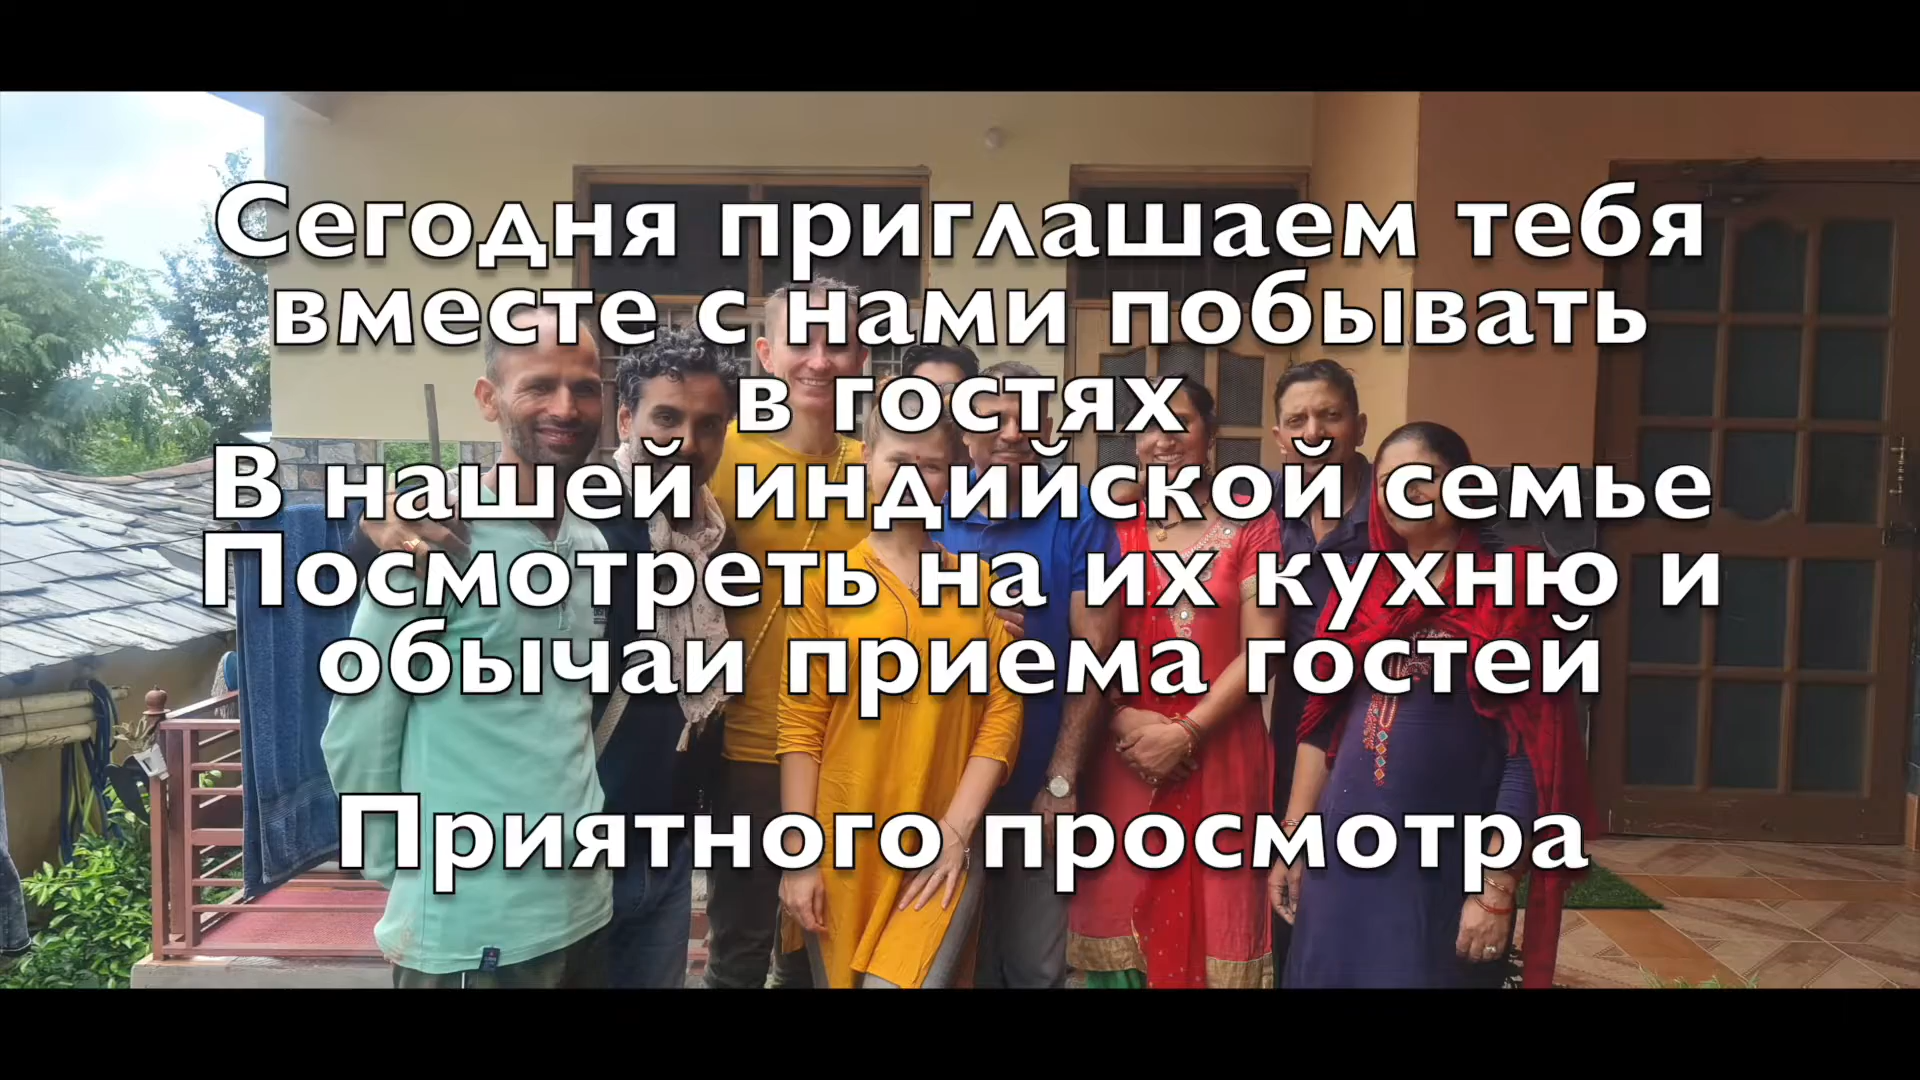 Сегодня приглашаем тебя
вместе с нами побывать
в гостях
В нашей индийской семье
Посмотреть на их кухню и
обычаи приема гостей
Приятного просмотра